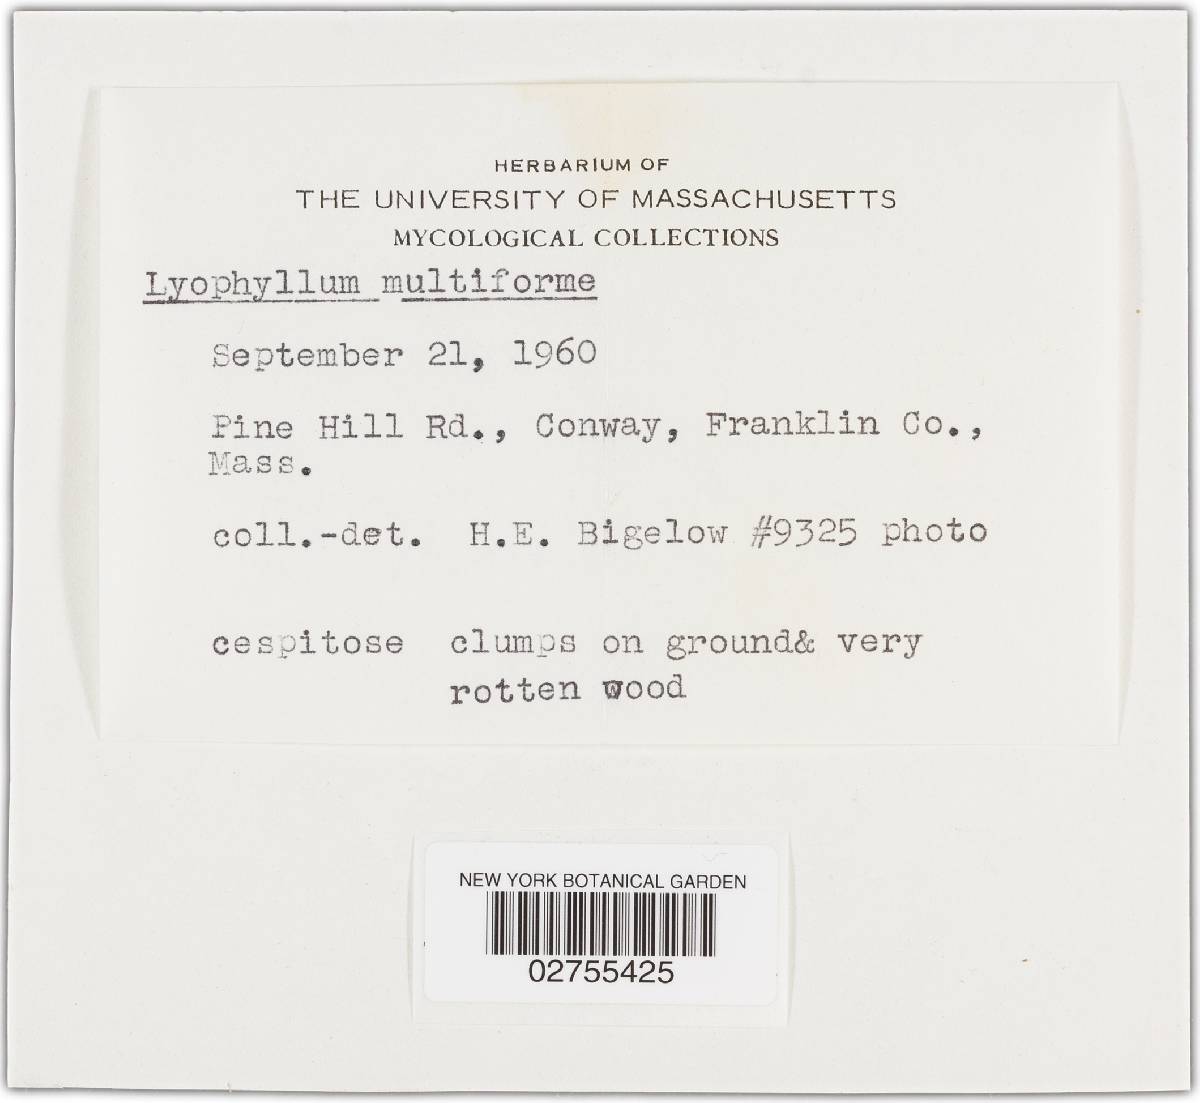 HERBARIUM OF
THE UNIVERSITY OF MASSACHUSETTS
MYCOLOGICAL COLLECTIONS
Lyophyllum multiforme
September 21, 1960
Pine Hill Rd., Conway, Franklin Co.,
Mass.
coll.-det. H.E. Bigelow #9325 photo
cespitose clumps on ground& very
rotten wood
NEW YORK BOTANICAL GARDEN
02755425